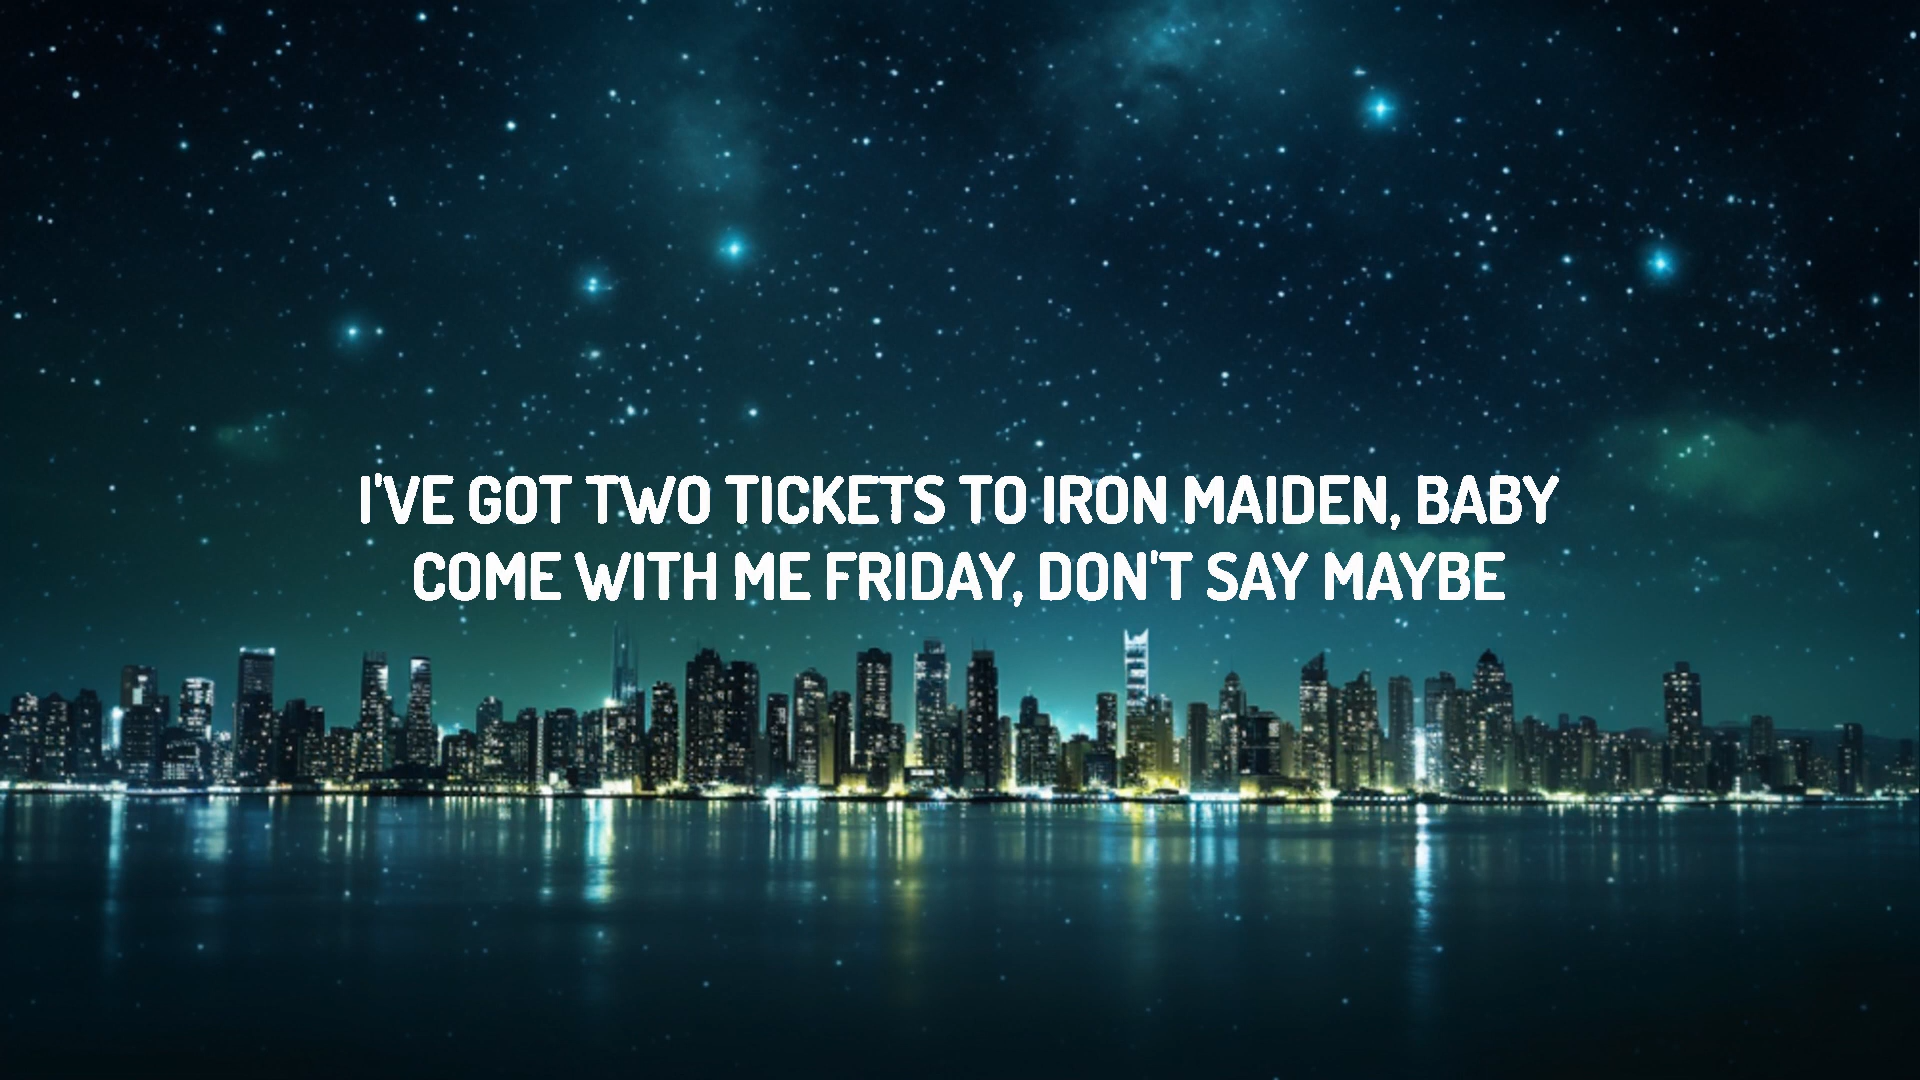 I'VE GOT TWO TICKETS TO IRON MAIDEN, BABY
COME WITH ME FRIDAY, DON'T SAY MAYBE